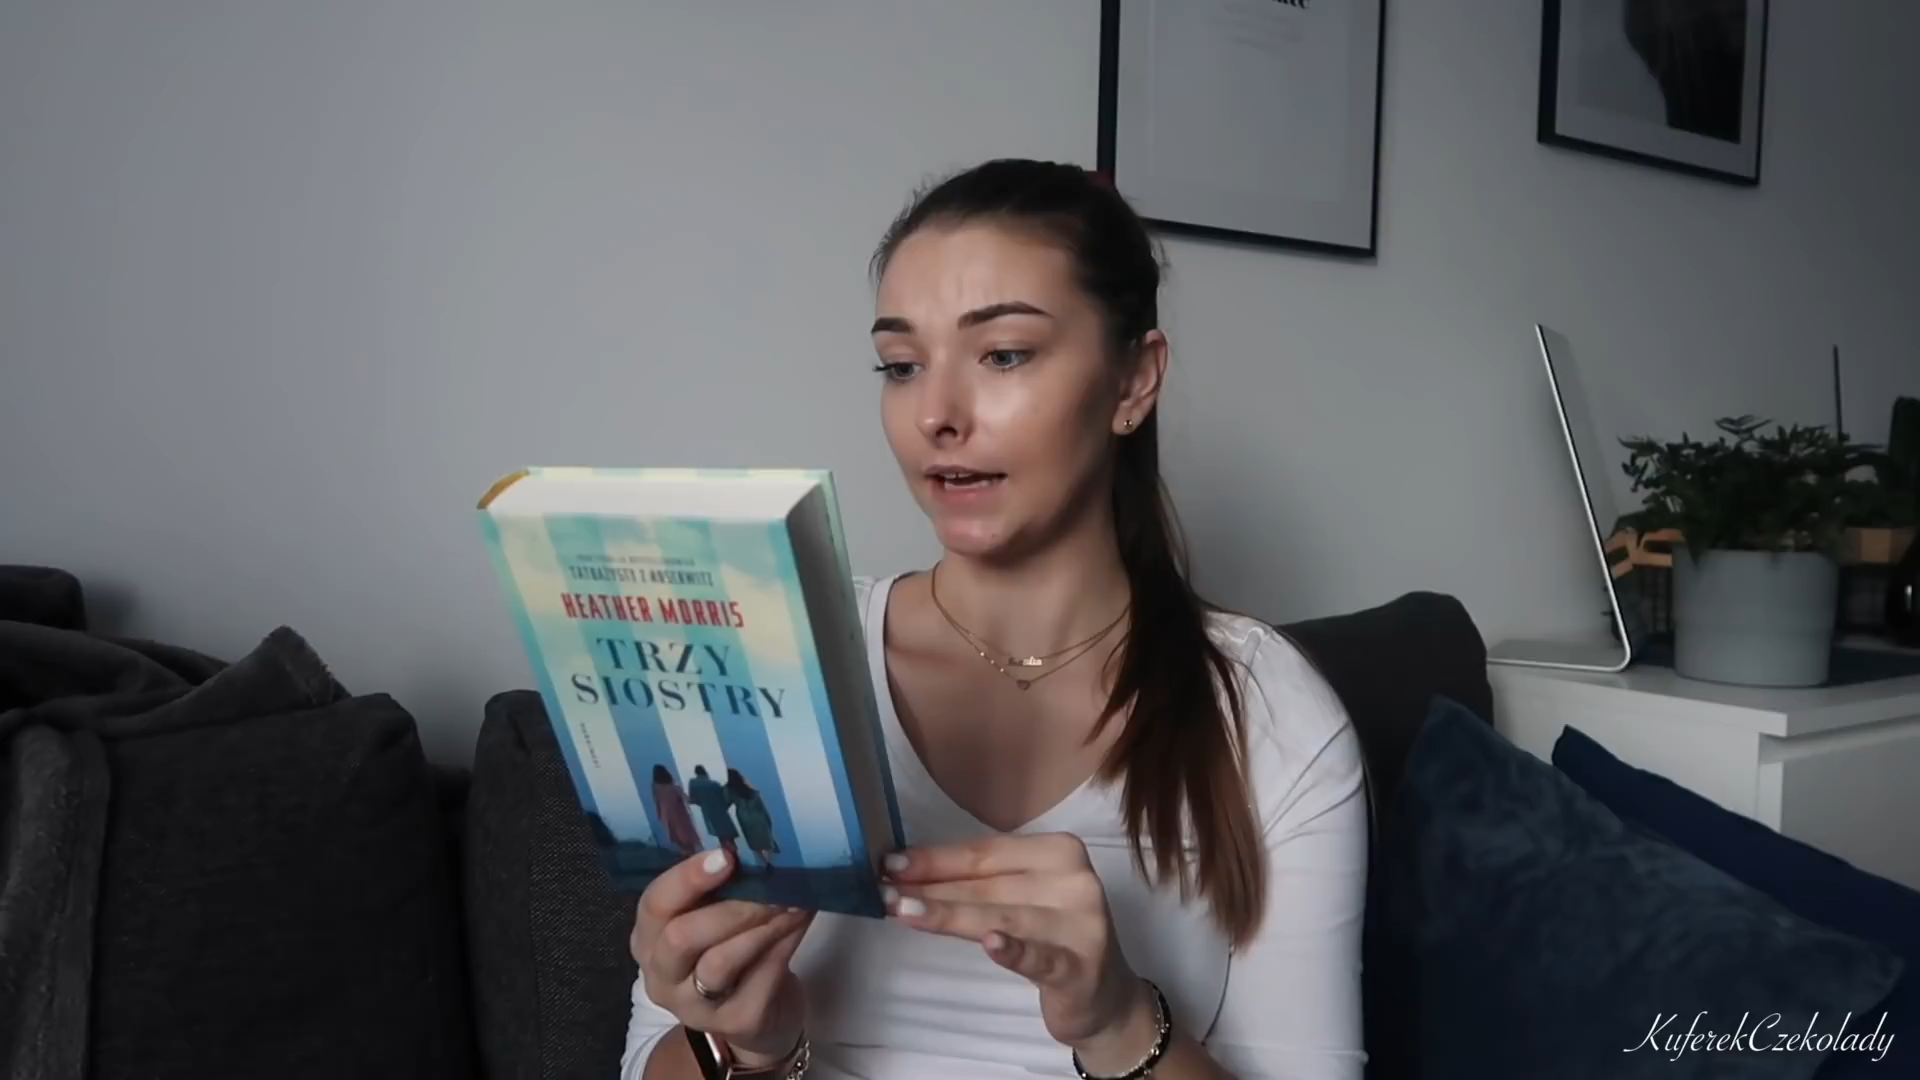 TATUAŻYSTY Z AUSCHWITZ
HEATHER MORRIS
TRZY
SIOSTRY
KuferekCzekolady